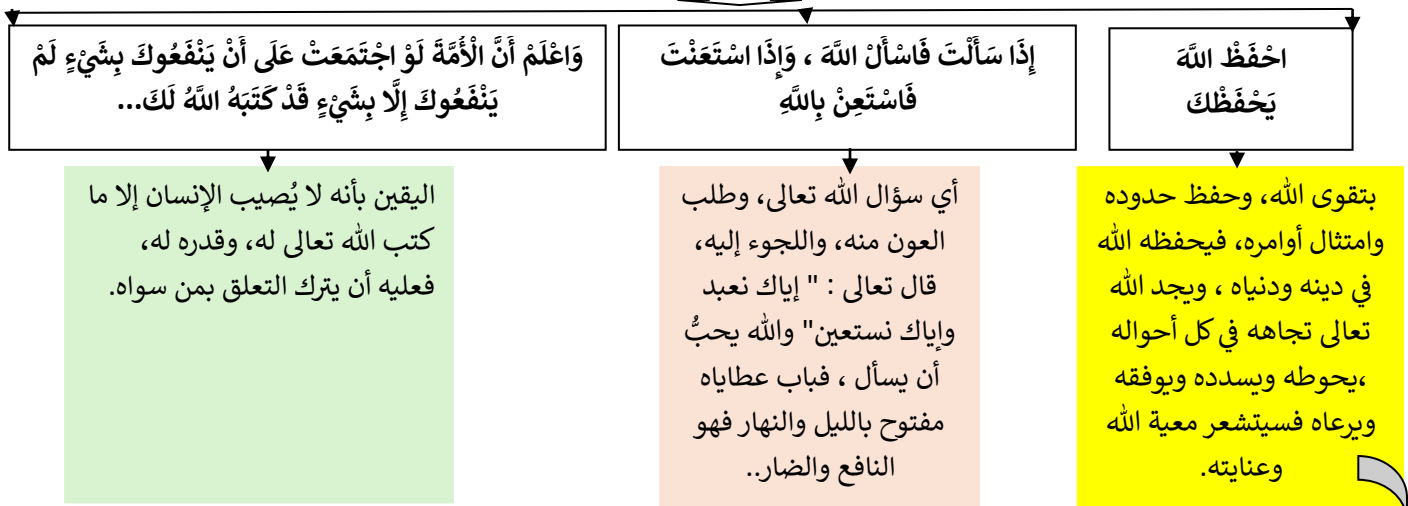 احْفَظْ اللَّهَ
يَحْفَظْكَ
إِذَا سَأَلْتَ فَاسْأَلْ اللَّهَ ، وَإِذَا اسْتَعَنْتَ
فَاسْتَعِنْ بِاللَّهِ
وَاعْلَمْ أَنَّ الْأُمَّةَ لَوْ اجْتَمَعَتْ عَلَى أَنْ يَنْفَعُوكَ بِشَيْءٍ لَمْ
يَنْفَعُوكَ إِلَّا بِشَيْءٍ قَدْ كَتَبَهُ اللَّهُ لَكَ...
بتقوى الله، وحفظ حدوده
وامتثال أوامره، فيحفظه الله
في دينه ودنياه ، ويجد الله
تعالى تجاهه في كل أحواله
،يحوطه ويسدده ويوفقه
ويرعاه فسيتشعر معية الله
وعنايته.
أي سؤال الله تعالى، وطلب
العون منه، واللجوء إليه،
قال تعالى : " إياك نعبد
وإياك نستعين" والله يحبُّ
أن يسأل ، فباب عطاياه
مفتوح بالليل والنهار فهو
النافع والضار..
اليقين بأنه لا يُصيب الإنسان إلا ما
كتب الله تعالى له، وقدره له،
فعليه أن يترك التعلق بمن سواه.